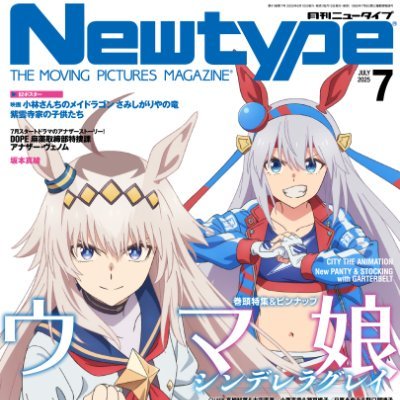 月刊ニュータイプ
Newtype
THE MOVING PICTURES MAGAZINE
JULY
2025
7
映画 小林さんちのメイドラゴン さみしがりやの竜
紫雲寺家の子供たち
7月スタートドラマのアナザーストーリー!
DOPE 麻薬取締部特捜課
アナザー・ヴェノム
坂本真綾
CITY THE ANIMATION
New PANTY & STOCKING
with GARTERBELT
巻頭特集&ピンナップ
ウマ娘
シンデレラグレイ